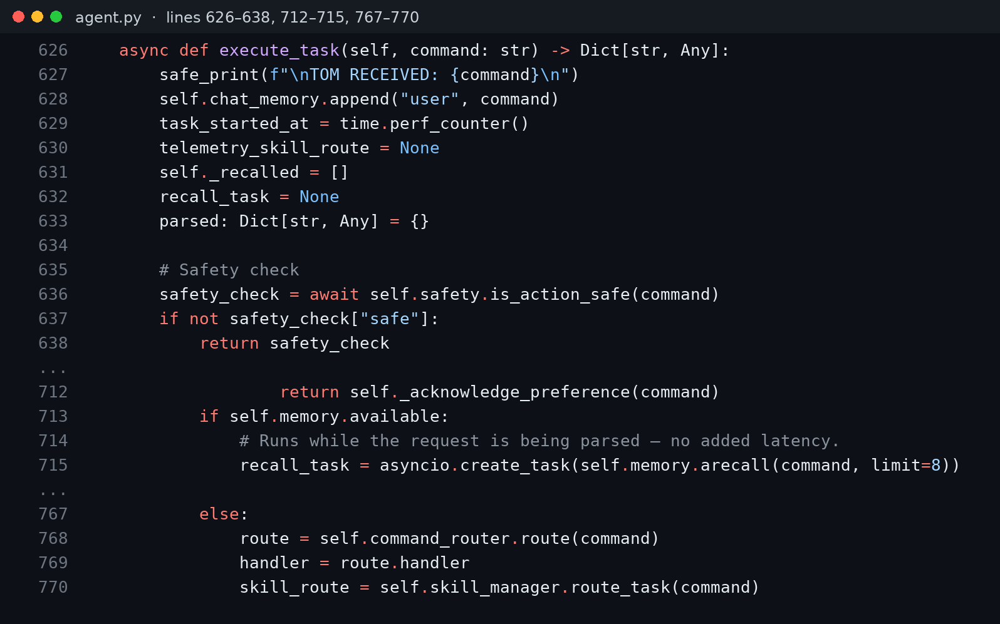 agent.py · lines 626–638, 712–715, 767–770
626 async def execute_task(self, command: str) -> Dict[str, Any]:
627 safe_print(f"\nTOM RECEIVED: {command}\n")
628 self.chat_memory.append("user", command)
629 task_started_at = time.perf_counter()
630 telemetry_skill_route = None
631 self._recalled = []
632 recall_task = None
633 parsed: Dict[str, Any] = {}
634
635 # Safety check
636 safety_check = await self.safety.is_action_safe(command)
637 if not safety_check["safe"]:
638 return safety_check
...
712 return self._acknowledge_preference(command)
713 if self.memory.available:
714 # Runs while the request is being parsed — no added latency.
715 recall_task = asyncio.create_task(self.memory.arecall(command, limit=8))
...
767 else:
768 route = self.command_router.route(command)
769 handler = route.handler
770 skill_route = self.skill_manager.route_task(command)